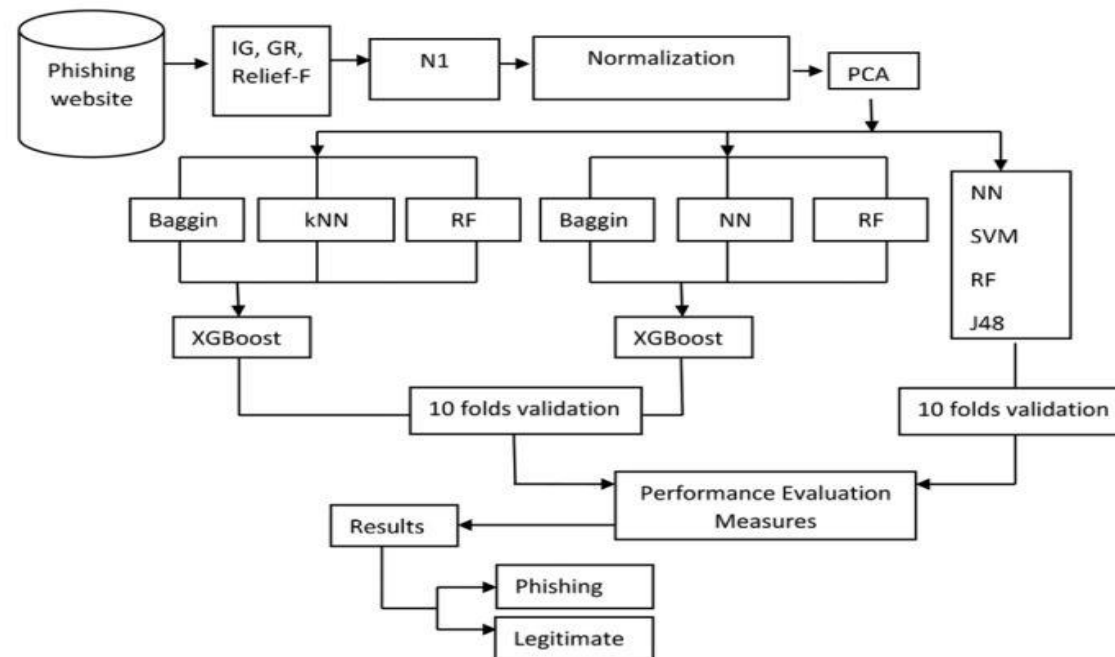 Phishing
website
IG, GR,
Relief-F
N1
Normalization
PCA
Baggin
kNN
RF
Baggin
NN
RF
NN
SVM
RF
J48
XGBoost
XGBoost
10 folds validation
10 folds validation
Performance Evaluation
Measures
Results
Phishing
Legitimate